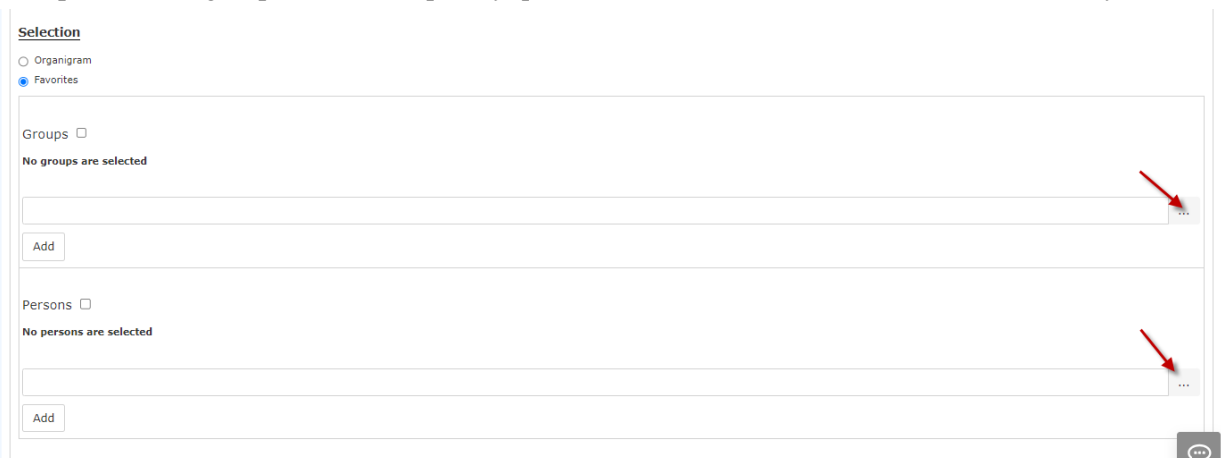 Selection
Organigram
Favorites
Groups
No groups are selected
...
Add
Persons
No persons are selected
...
Add